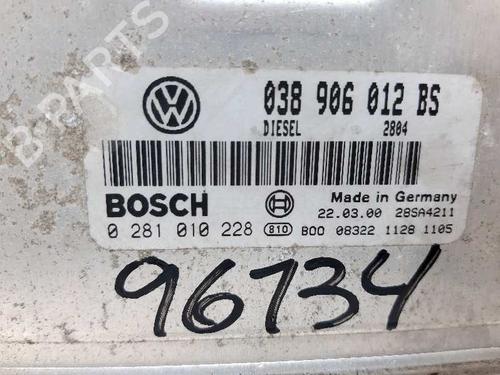 038 906 012 BS
DIESEL 2804
BOSCH
Made in Germany
22.03.00 28SA4211
0 281 010 228 810 BOO 08322 1128 1105
96734
B-PARTS